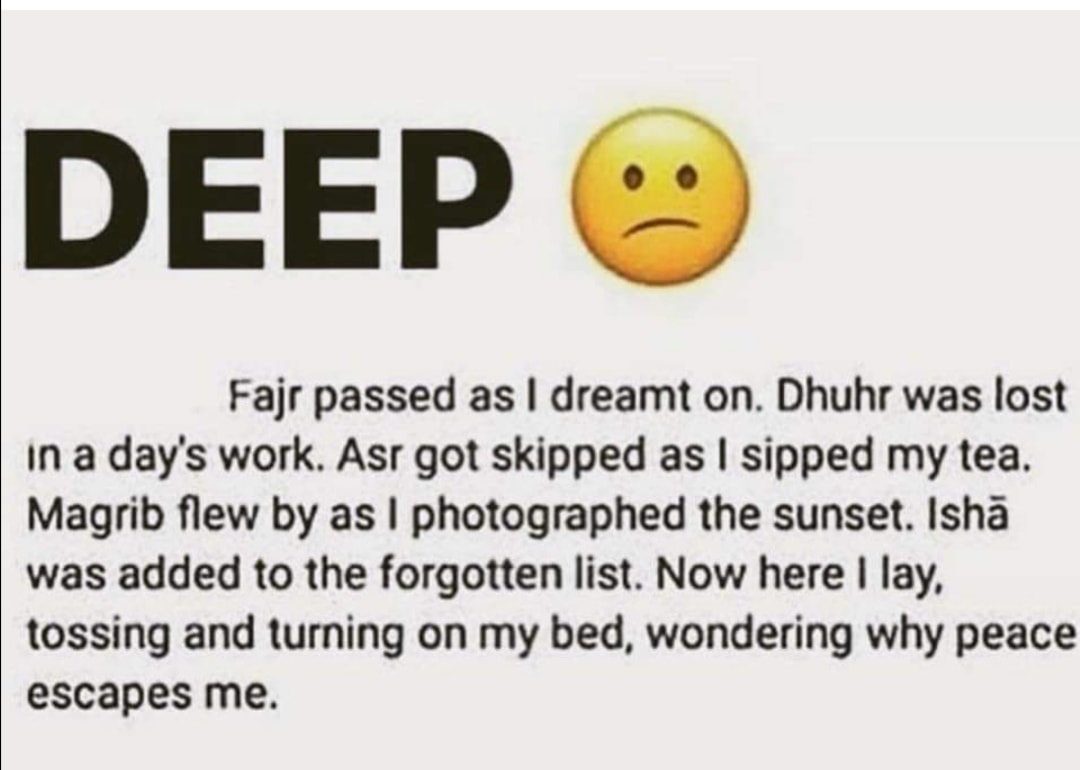 DEEP 😕
Fajr passed as I dreamt on. Dhuhr was lost
in a day's work. Asr got skipped as I sipped my tea.
Magrib flew by as I photographed the sunset. Ishā
was added to the forgotten list. Now here I lay,
tossing and turning on my bed, wondering why peace
escapes me.